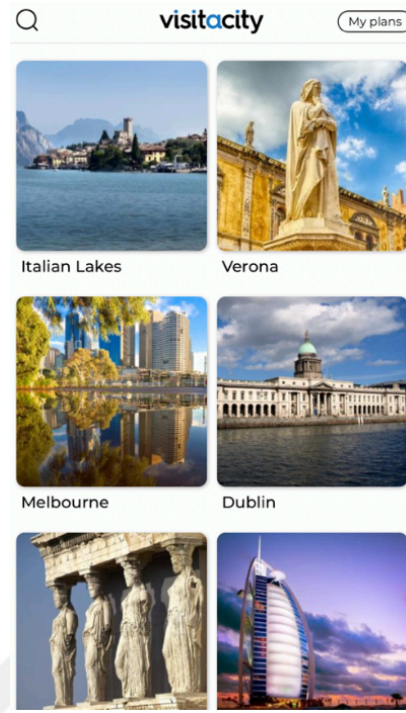 visitacity
My plans
Italian Lakes
Verona
Melbourne
Dublin